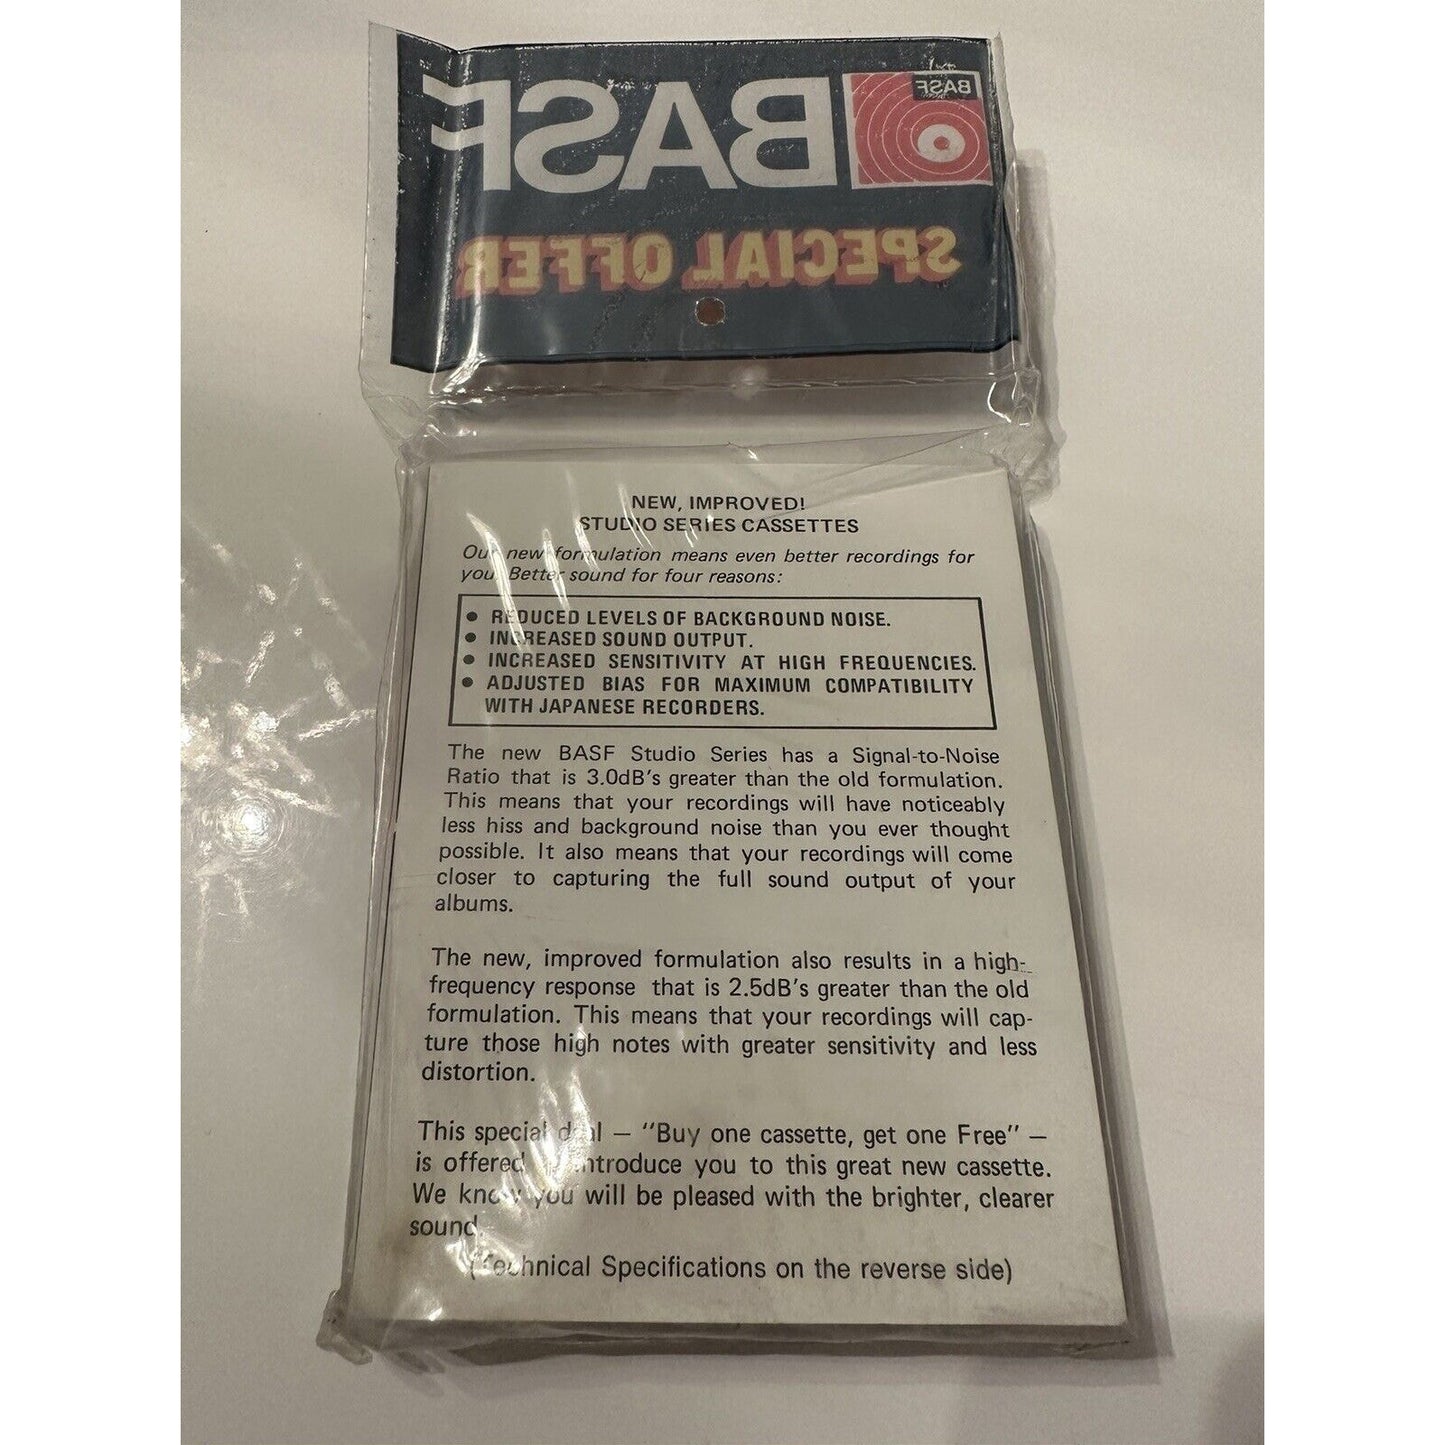 BASF
BASF
SPECIAL OFFER
NEW, IMPROVED!
STUDIO SERIES CASSETTES
Our new formulation means even better recordings for
you. Better sound for four reasons:
• REDUCED LEVELS OF BACKGROUND NOISE.
• INCREASED SOUND OUTPUT.
• INCREASED SENSITIVITY AT HIGH FREQUENCIES.
• ADJUSTED BIAS FOR MAXIMUM COMPATIBILITY
WITH JAPANESE RECORDERS.
The new BASF Studio Series has a Signal-to-Noise
Ratio that is 3.0dB's greater than the old formulation.
This means that your recordings will have noticeably
less hiss and background noise than you ever thought
possible. It also means that your recordings will come
closer to capturing the full sound output of your
albums.
The new, improved formulation also results in a high-
frequency response that is 2.5dB's greater than the old
formulation. This means that your recordings will cap-
ture those high notes with greater sensitivity and less
distortion.
This special deal — "Buy one cassette, get one Free" —
is offered to introduce you to this great new cassette.
We know you will be pleased with the brighter, clearer
sound.
(Technical Specifications on the reverse side)